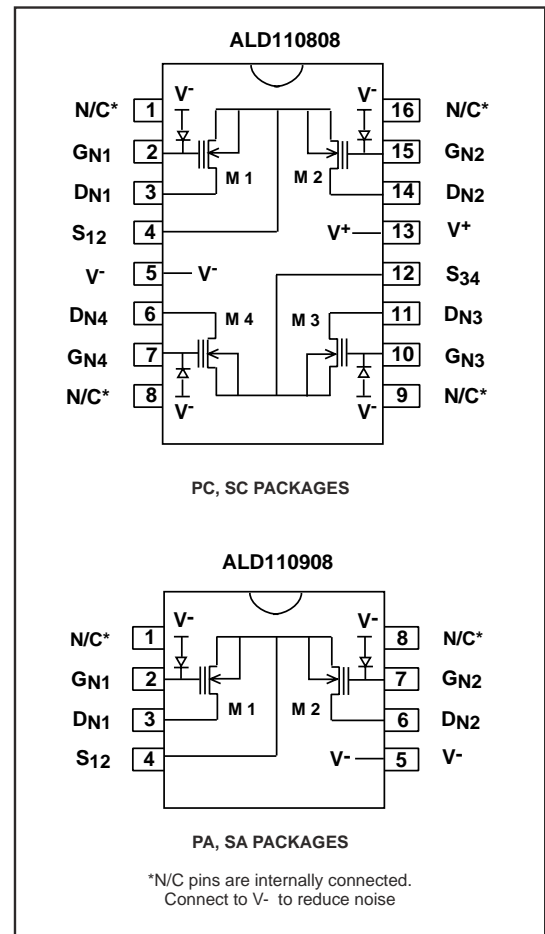 ALD110808
N/C* 1 V- V- 16 N/C*
GN1 2 15 GN2
DN1 3 M 1 M 2 14 DN2
S12 4 V+ 13 V+
V- 5 V- 12 S34
DN4 6 M 4 M 3 11 DN3
GN4 7 10 GN3
N/C* 8 V- V- 9 N/C*
PC, SC PACKAGES
ALD110908
N/C* 1 V- V- 8 N/C*
GN1 2 7 GN2
DN1 3 M 1 M 2 6 DN2
S12 4 V- 5 V-
PA, SA PACKAGES
*N/C pins are internally connected.
Connect to V- to reduce noise